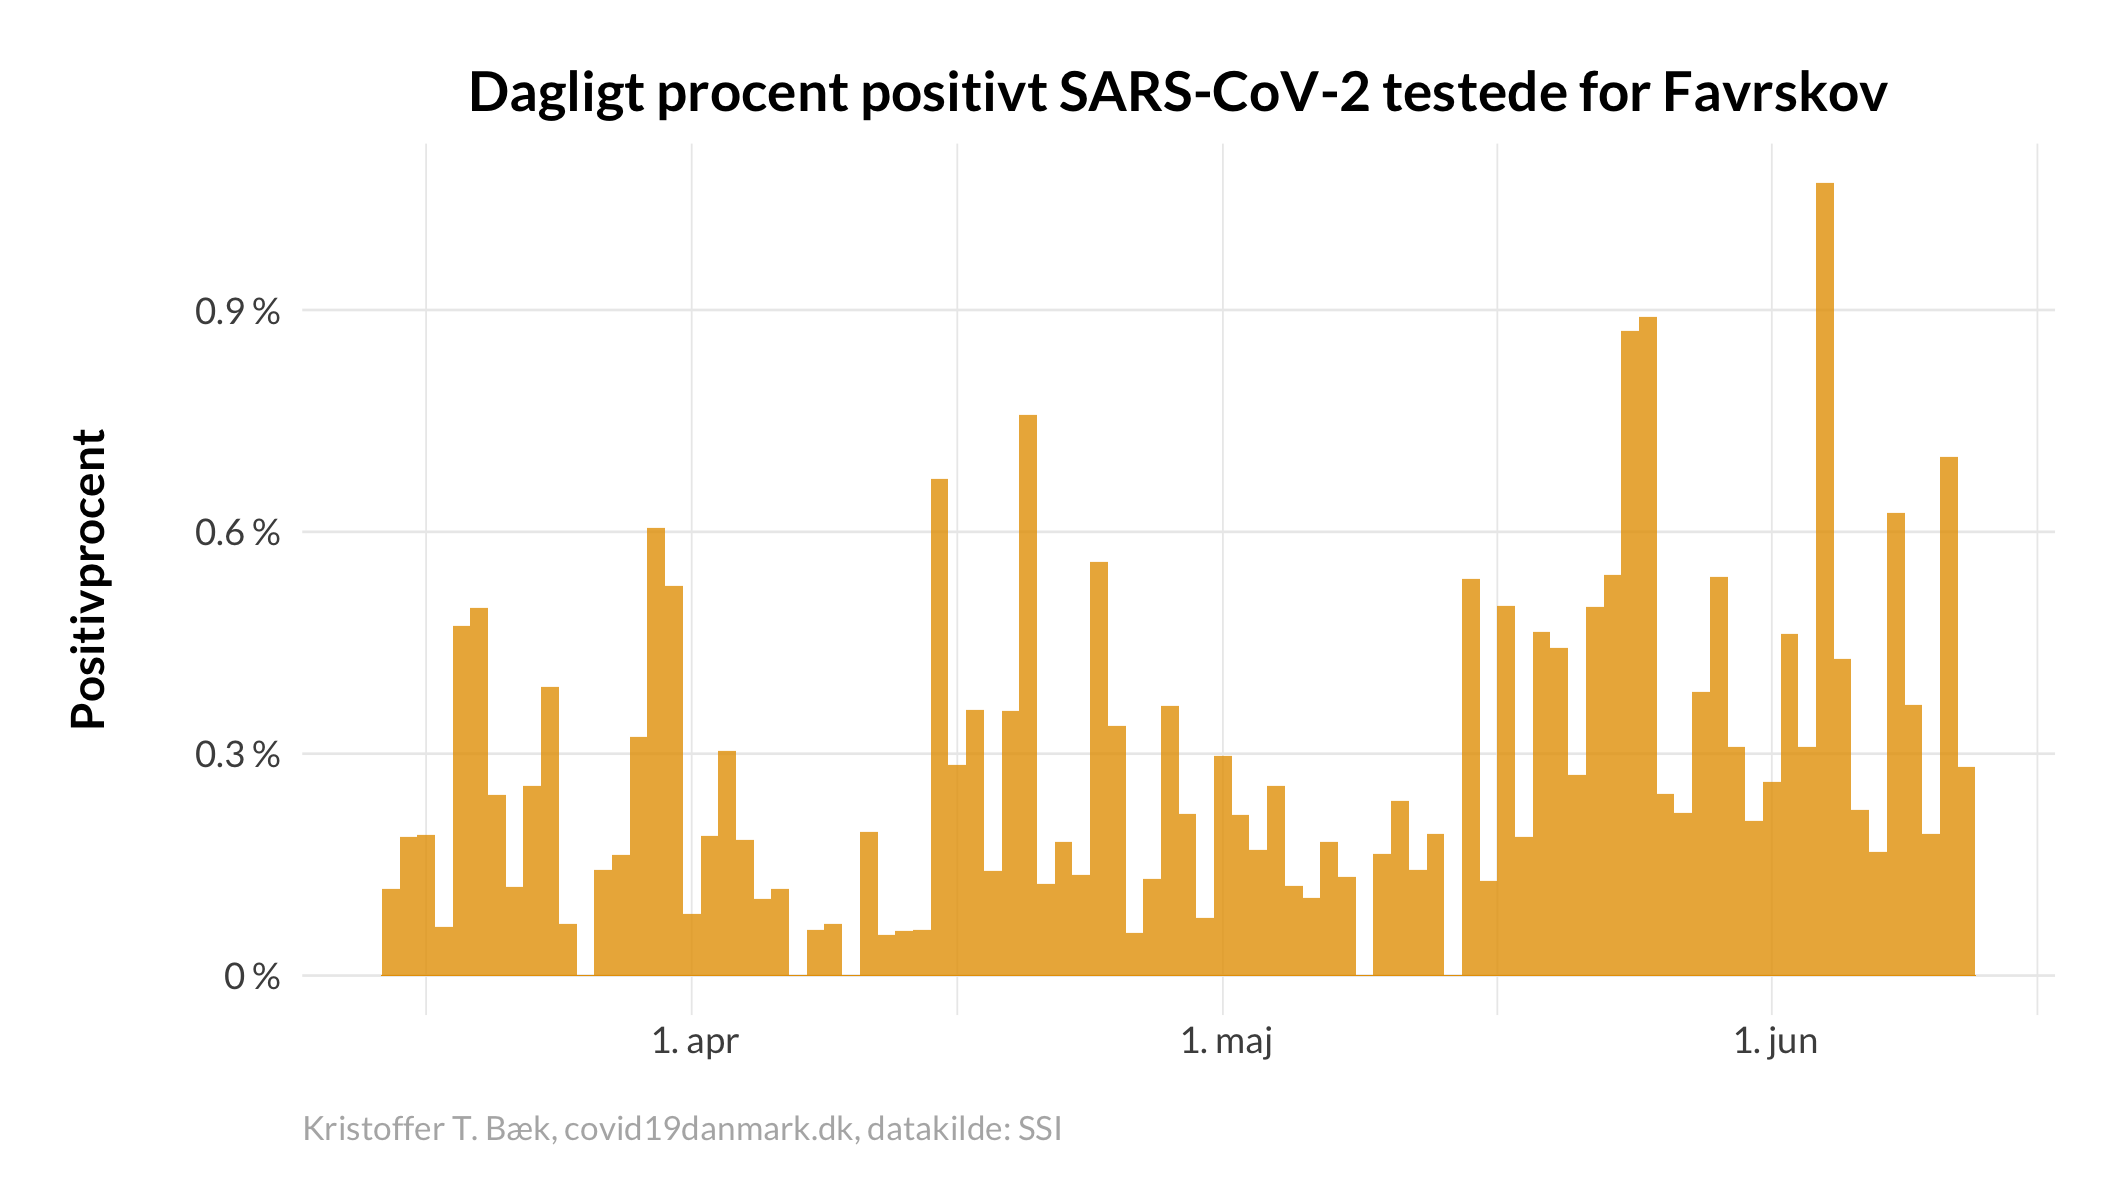 Dagligt procent positivt SARS-CoV-2 testede for Favrskov
Positivprocent
0.9 %
0.6 %
0.3 %
0 %
1. apr
1. maj
1. jun
Kristoffer T. Bæk, covid19danmark.dk, datakilde: SSI